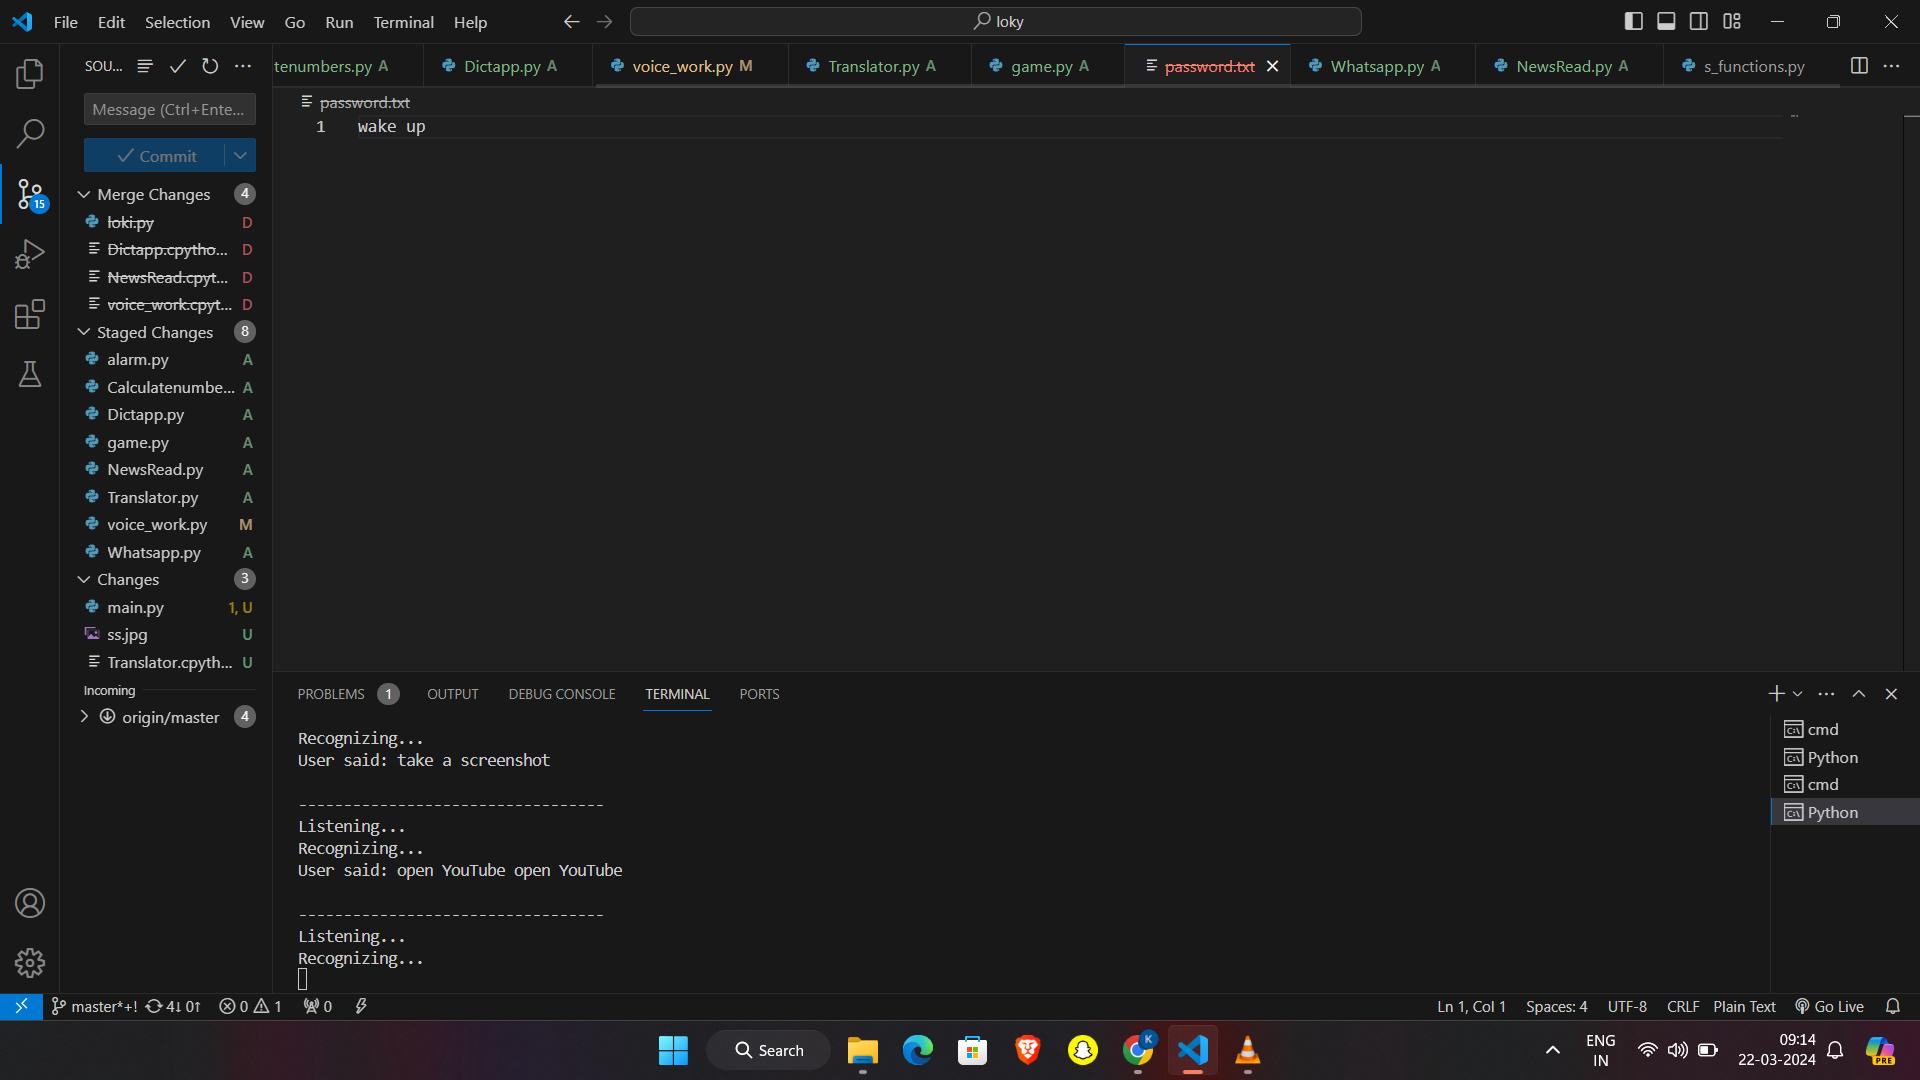 File Edit Selection View Go Run Terminal Help
loky
SOU...
tenumbers.py A
Dictapp.py A
voice_work.py M
Translator.py A
game.py A
password.txt
Whatsapp.py A
NewsRead.py A
s_functions.py
password.txt
1 wake up
Message (Ctrl+Ente...
Commit
Merge Changes 4
loki.py D
Dictapp.cpytho... D
NewsRead.cpyt... D
voice_work.cpyt... D
Staged Changes 8
alarm.py A
Calculatenumbe... A
Dictapp.py A
game.py A
NewsRead.py A
Translator.py A
voice_work.py M
Whatsapp.py A
Changes 3
main.py 1, U
ss.jpg U
Translator.cpyth... U
Incoming
origin/master 4
15
PROBLEMS 1 OUTPUT DEBUG CONSOLE TERMINAL PORTS
Recognizing...
User said: take a screenshot
----------------------------------
Listening...
Recognizing...
User said: open YouTube open YouTube
----------------------------------
Listening...
Recognizing...
cmd
Python
cmd
Python
master*+! 4↓ 0↑ 0 1 0
Ln 1, Col 1 Spaces: 4 UTF-8 CRLF Plain Text Go Live
Search
K
ENG
IN
09:14
22-03-2024
PRE